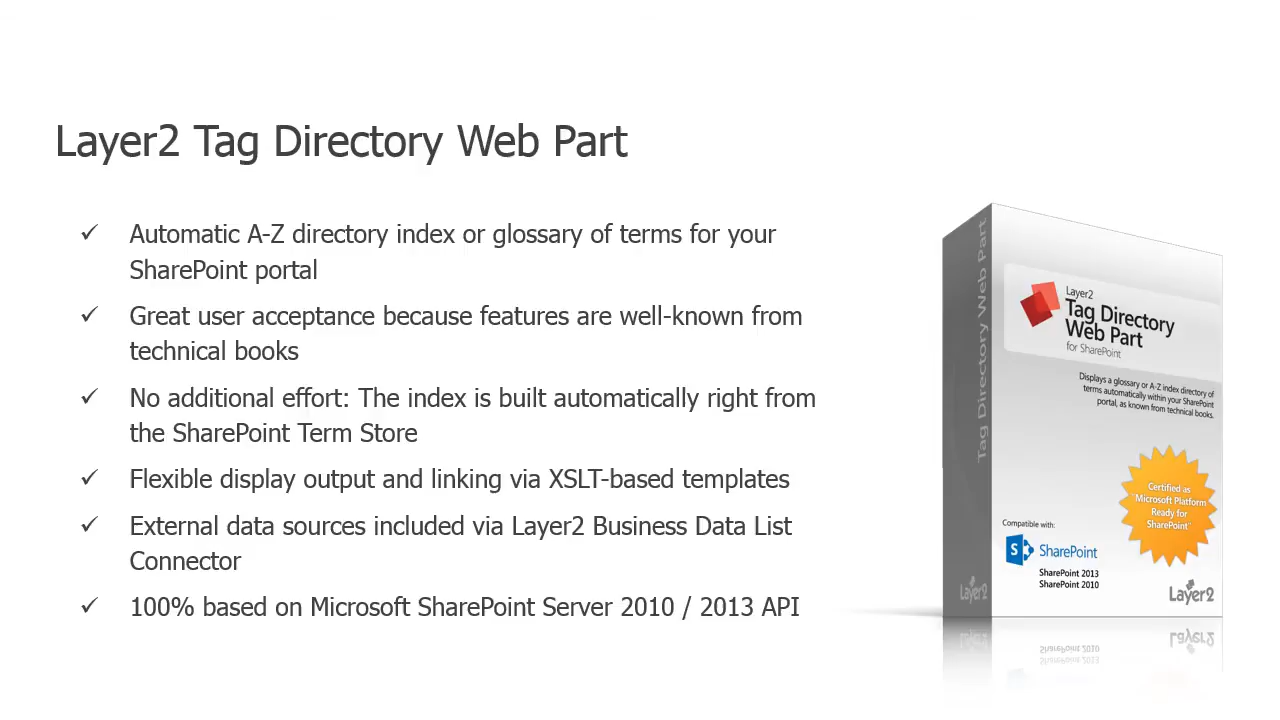 Layer2 Tag Directory Web Part
✓ Automatic A-Z directory index or glossary of terms for your
SharePoint portal
✓ Great user acceptance because features are well-known from
technical books
✓ No additional effort: The index is built automatically right from
the SharePoint Term Store
✓ Flexible display output and linking via XSLT-based templates
✓ External data sources included via Layer2 Business Data List
Connector
✓ 100% based on Microsoft SharePoint Server 2010 / 2013 API
Tag Directory Web Part
Layer2
Layer2
Tag Directory
Web Part
for SharePoint
Displays a glossary or A-Z index directory of
terms automatically within your SharePoint
portal, as known from technical books.
Certified as
Microsoft Platform
Ready for
SharePoint™
Compatible with:
S
SharePoint
SharePoint 2013
SharePoint 2010
Layer2